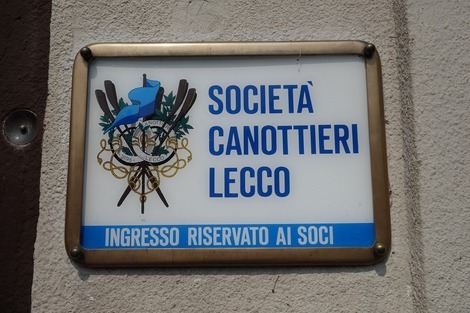 SOCIETÀ
CANOTTIERI
LECCO
INGRESSO RISERVATO AI SOCI